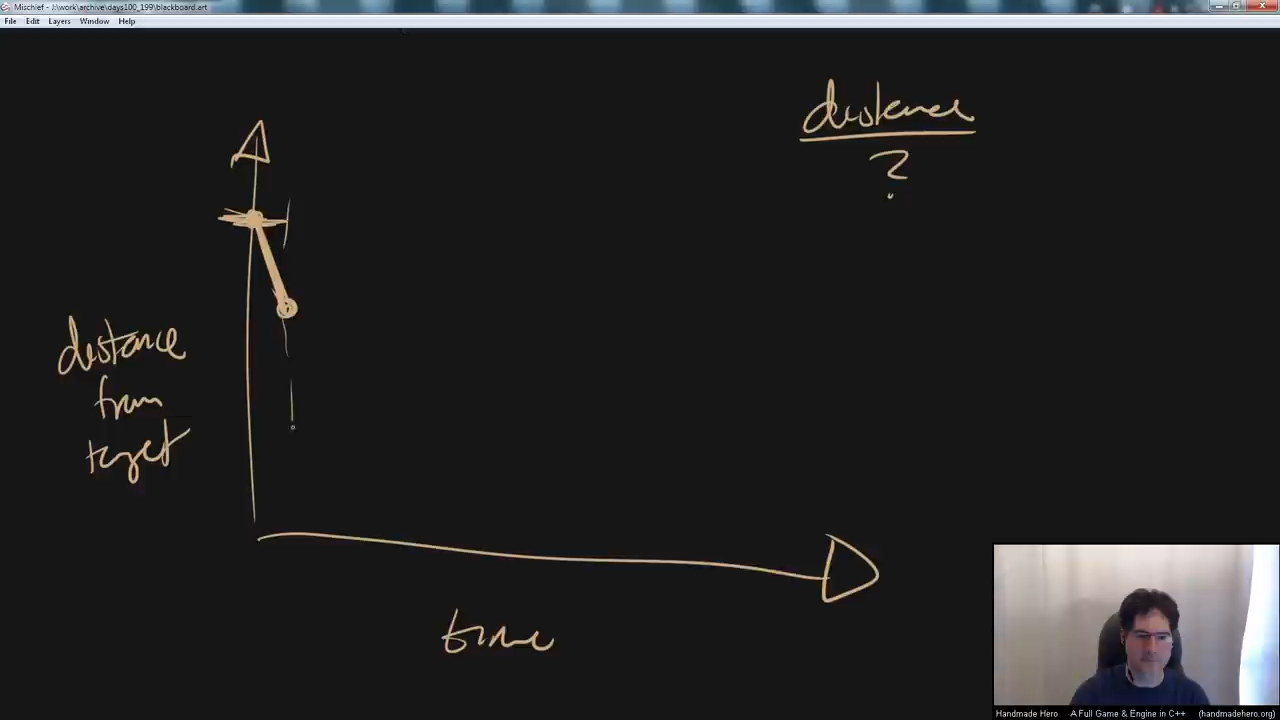 Mischief - J:\work\archive\days100_199\blackboard.art
File Edit Layers Window Help
distance
?
distance
from
target
time
Handmade Hero A Full Game & Engine in C++ (handmadehero.org)